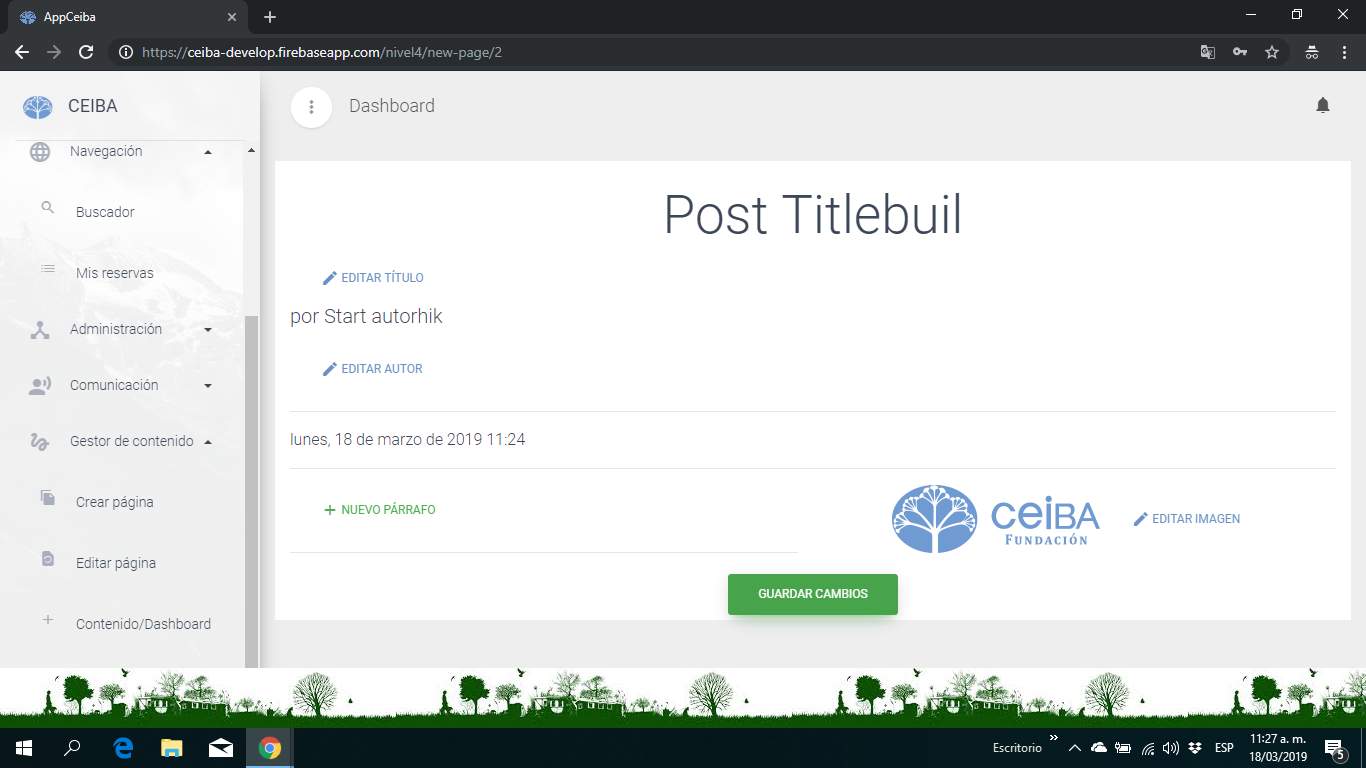 AppCeiba
https://ceiba-develop.firebaseapp.com/nivel4/new-page/2
CEIBA
Dashboard
Navegación
Buscador
Mis reservas
Administración
Comunicación
Gestor de contenido
Crear página
Editar página
Contenido/Dashboard
Post Titlebuil
EDITAR TÍTULO
por Start autorhik
EDITAR AUTOR
lunes, 18 de marzo de 2019 11:24
NUEVO PÁRRAFO
ceiBA
FUNDACIÓN
EDITAR IMAGEN
GUARDAR CAMBIOS
Escritorio
ESP
11:27 a. m.
18/03/2019
5